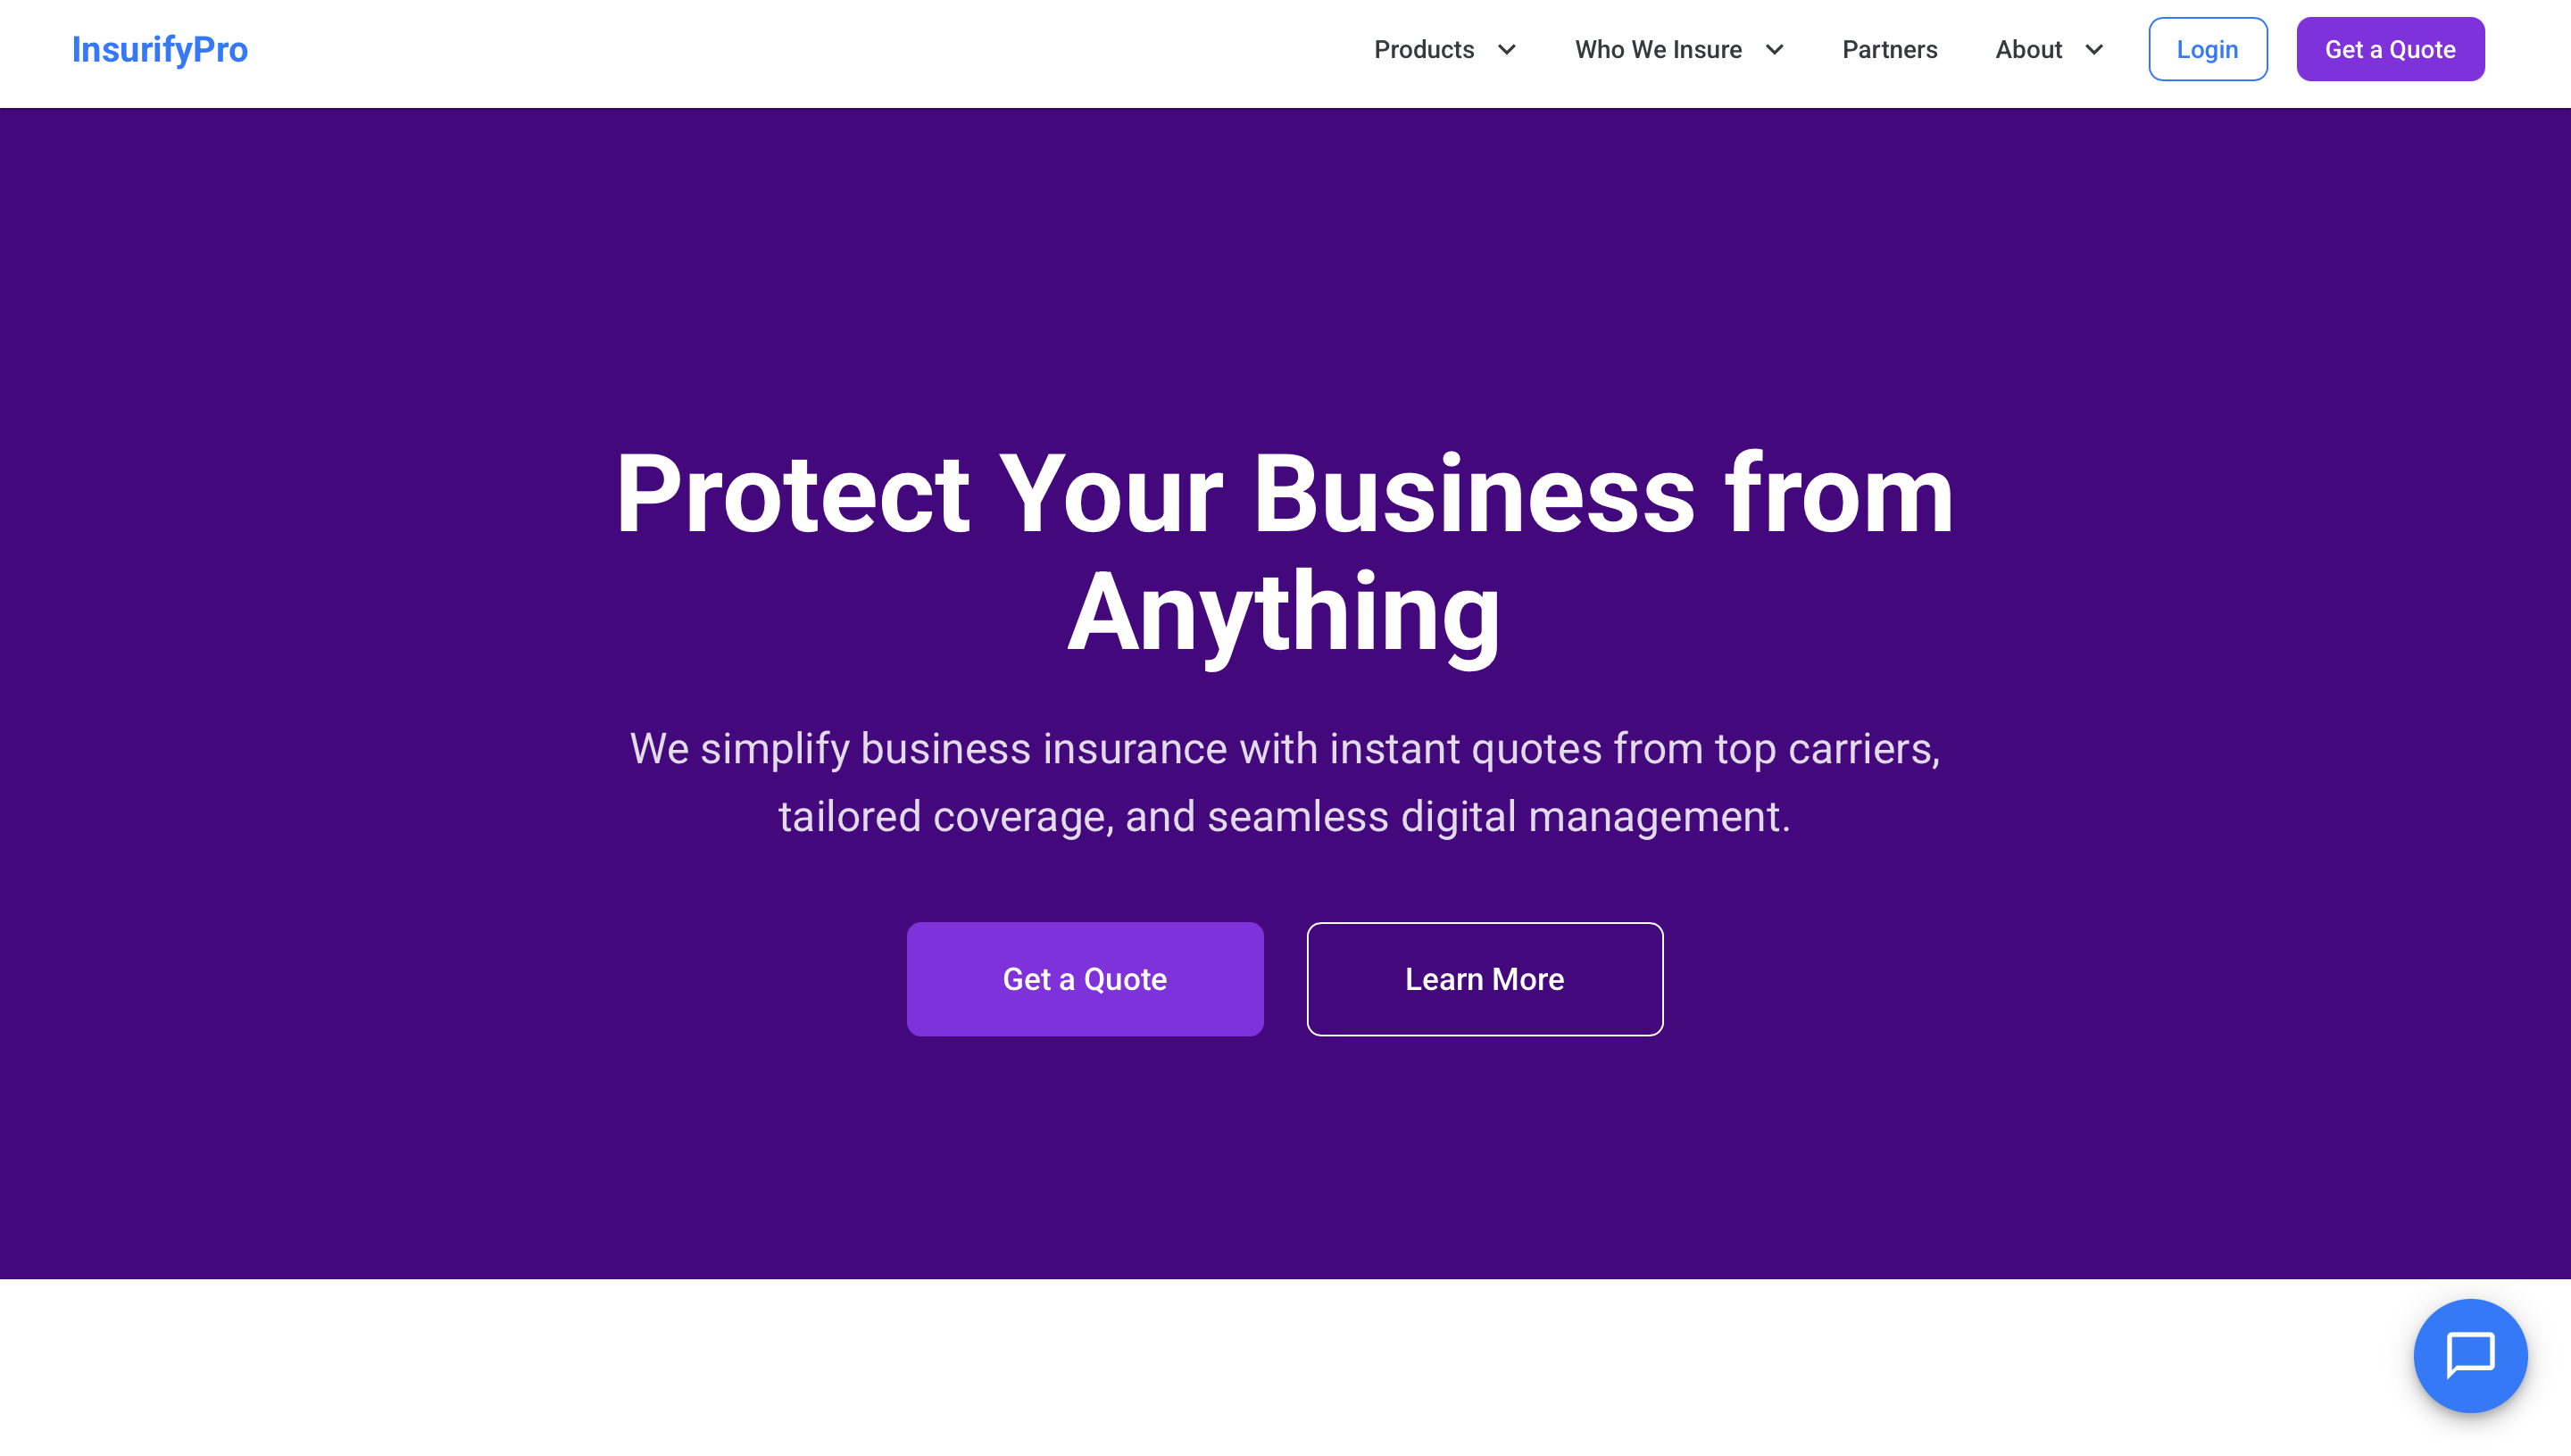 InsurifyPro
Products
Who We Insure
Partners
About
Login
Get a Quote
Protect Your Business from
Anything
We simplify business insurance with instant quotes from top carriers,
tailored coverage, and seamless digital management.
Get a Quote
Learn More